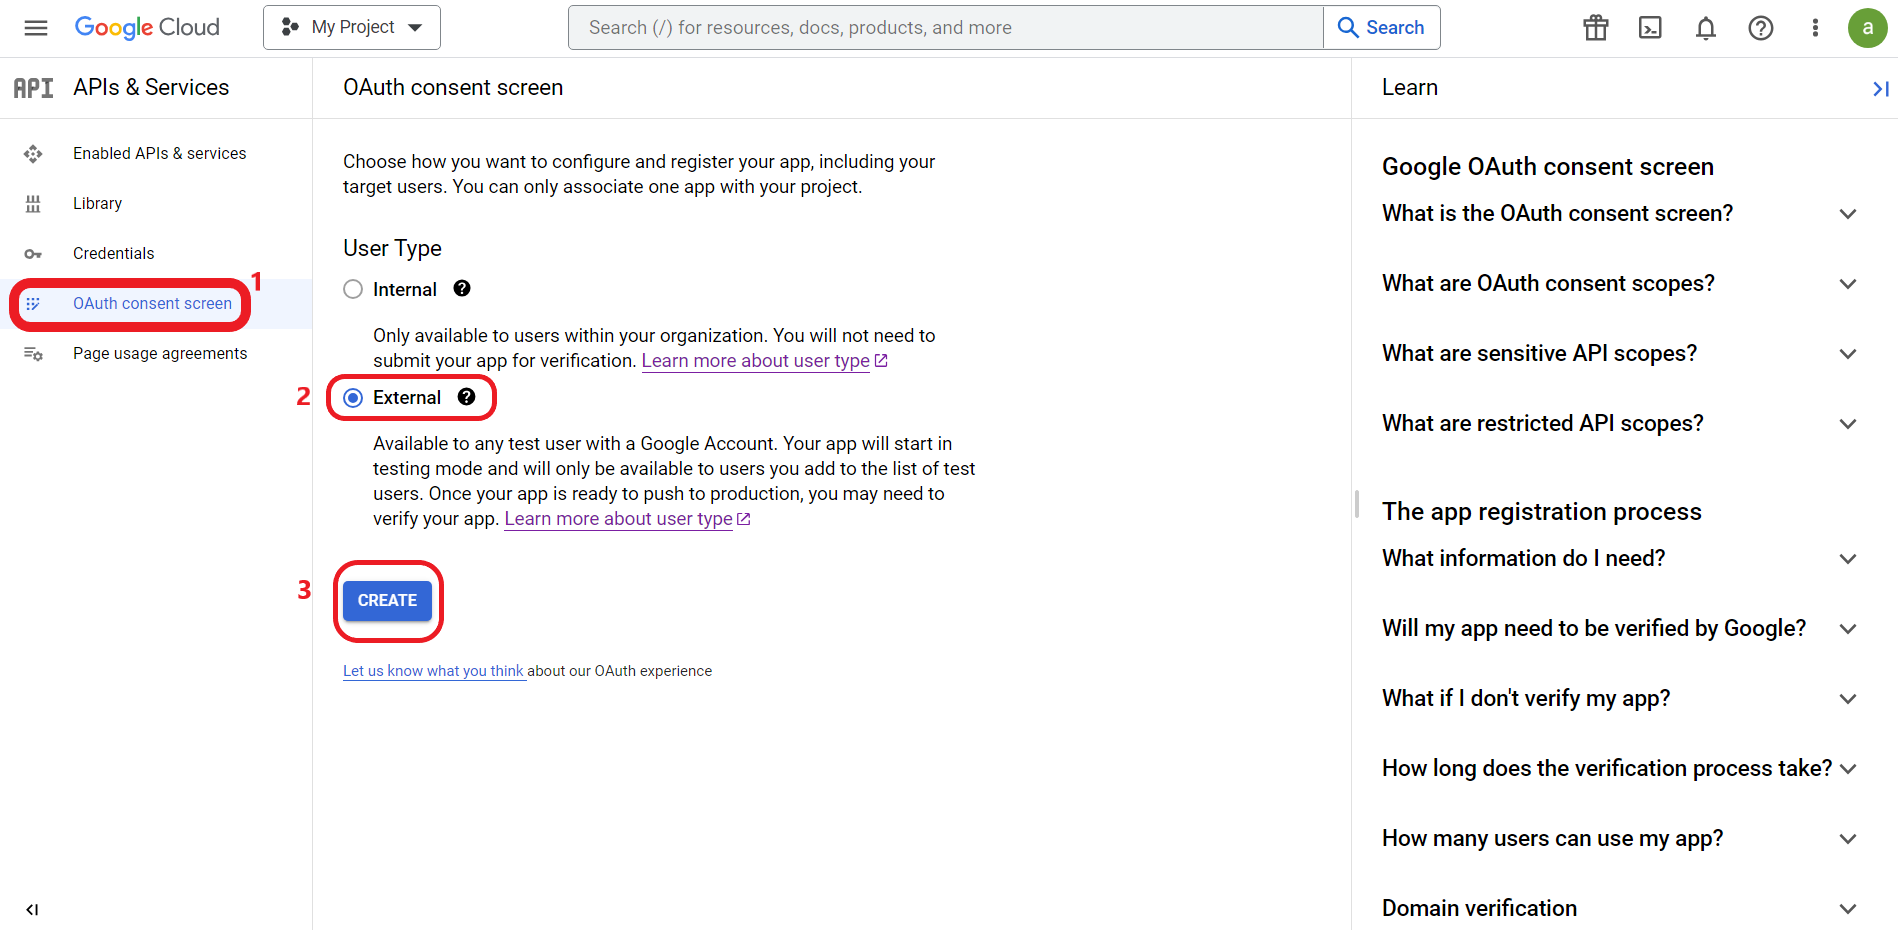 Google Cloud
My Project
Search (/) for resources, docs, products, and more
Search
a
API
APIs & Services
Enabled APIs & services
Library
Credentials
OAuth consent screen
1
Page usage agreements
OAuth consent screen
Choose how you want to configure and register your app, including your
target users. You can only associate one app with your project.
User Type
Internal
Only available to users within your organization. You will not need to
submit your app for verification. Learn more about user type
2
External
Available to any test user with a Google Account. Your app will start in
testing mode and will only be available to users you add to the list of test
users. Once your app is ready to push to production, you may need to
verify your app. Learn more about user type
3
CREATE
Let us know what you think about our OAuth experience
Learn
Google OAuth consent screen
What is the OAuth consent screen?
What are OAuth consent scopes?
What are sensitive API scopes?
What are restricted API scopes?
The app registration process
What information do I need?
Will my app need to be verified by Google?
What if I don't verify my app?
How long does the verification process take?
How many users can use my app?
Domain verification